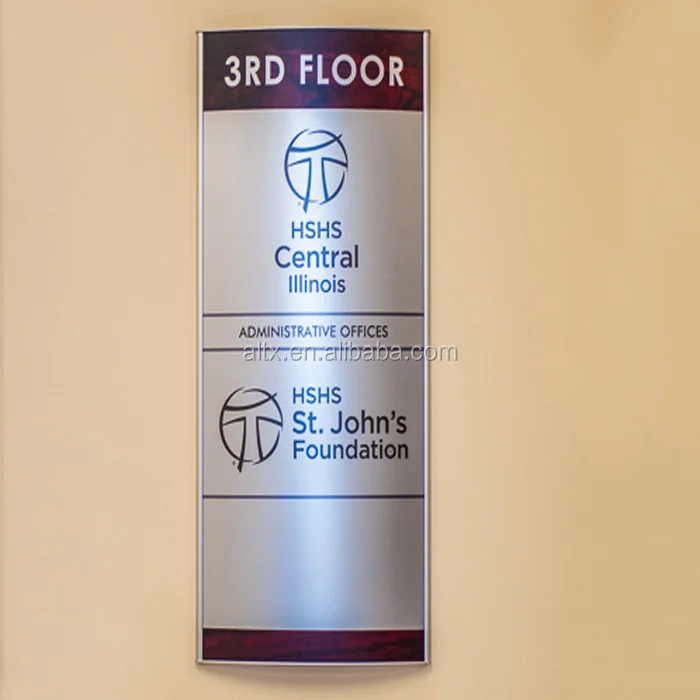 3RD FLOOR
HSHS
Central
Illinois
ADMINISTRATIVE OFFICES
altx.en.alibaba.com
HSHS
St. John's
Foundation